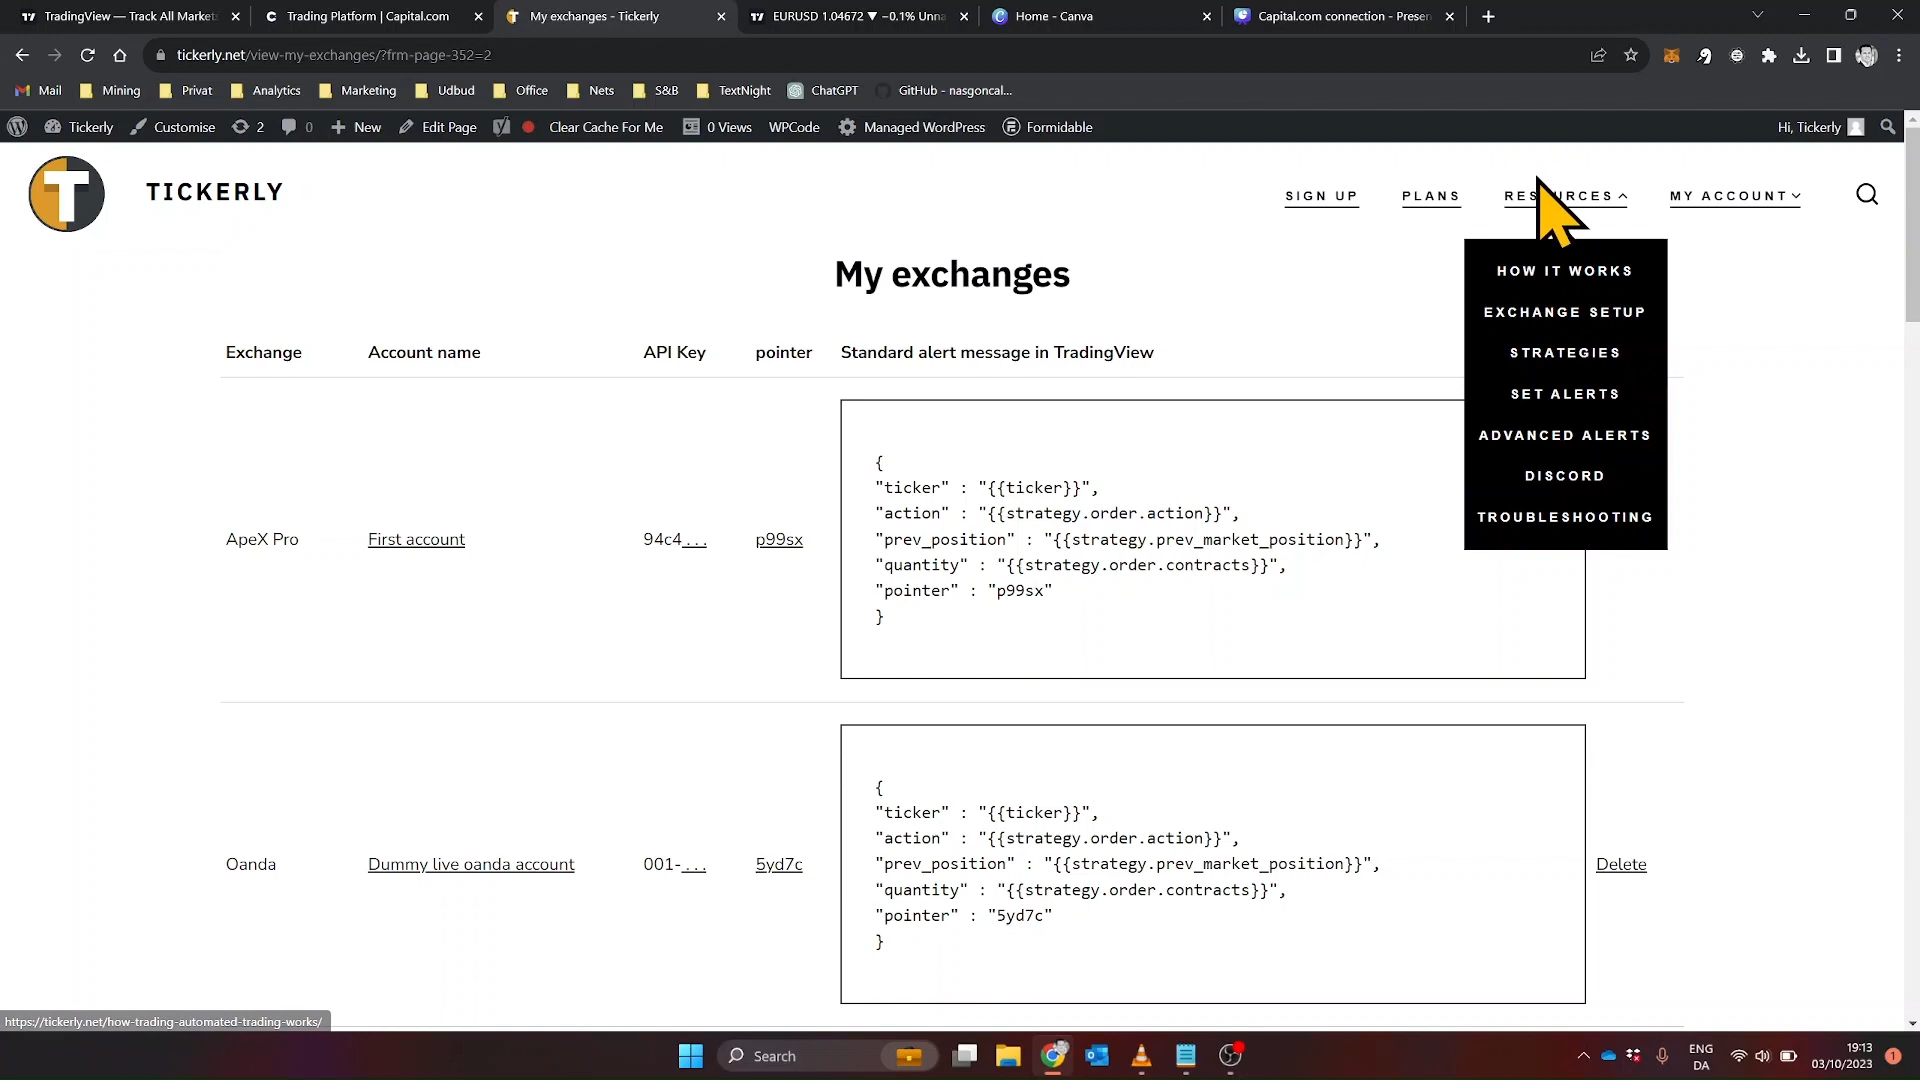 TradingView — Track All Market
Trading Platform | Capital.com
My exchanges - Tickerly
EURUSD 1.04672 ▼ −0.1% Unna
Home - Canva
Capital.com connection - Presen
tickerly.net/view-my-exchanges/?frm-page-352=2
Mail
Mining
Privat
Analytics
Marketing
Udbud
Office
Nets
S&B
TextNight
ChatGPT
GitHub - nasgoncal...
Tickerly
Customise
2
0
New
Edit Page
Clear Cache For Me
0 Views
WPCode
Managed WordPress
Formidable
Hi, Tickerly
T
TICKERLY
SIGN UP
PLANS
RESOURCES
MY ACCOUNT
HOW IT WORKS
EXCHANGE SETUP
STRATEGIES
SET ALERTS
ADVANCED ALERTS
DISCORD
TROUBLESHOOTING
My exchanges
Exchange Account name API Key pointer Standard alert message in TradingView
ApeX Pro First account 94c4... p99sx
{
"ticker" : "{{ticker}}",
"action" : "{{strategy.order.action}}",
"prev_position" : "{{strategy.prev_market_position}}",
"quantity" : "{{strategy.order.contracts}}",
"pointer" : "p99sx"
}
Oanda Dummy live oanda account 001-... 5yd7c
{
"ticker" : "{{ticker}}",
"action" : "{{strategy.order.action}}",
"prev_position" : "{{strategy.prev_market_position}}",
"quantity" : "{{strategy.order.contracts}}",
"pointer" : "5yd7c"
}
Delete
https://tickerly.net/how-trading-automated-trading-works/
Search
ENG
DA
19:13
03/10/2023
1